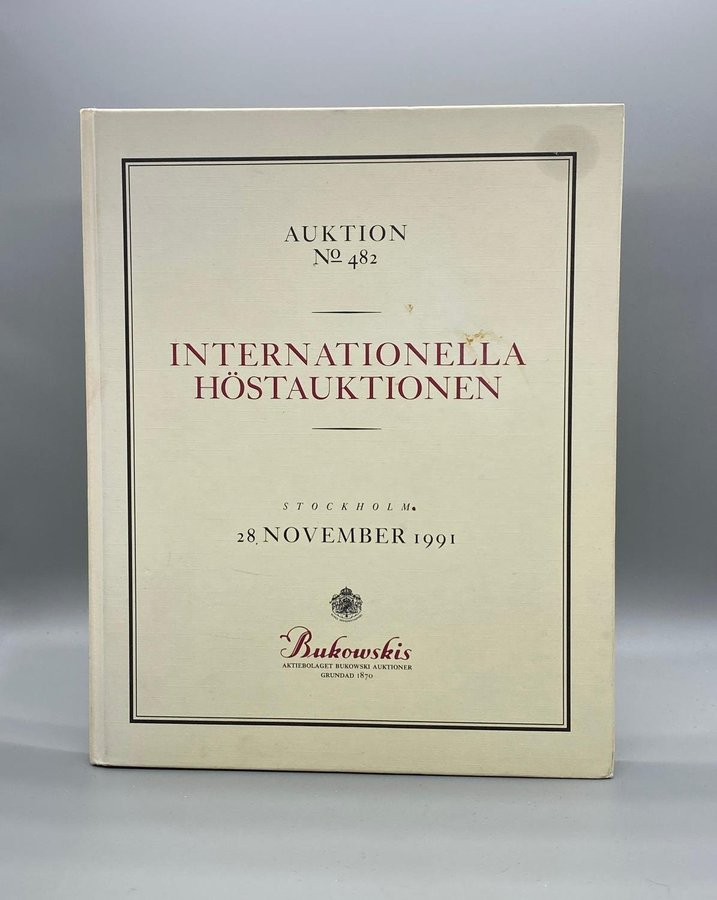 AUKTION
Nº 482
INTERNATIONELLA
HÖSTAUKTIONEN
STOCKHOLM
28 NOVEMBER 1991
Bukowskis
AKTIEBOLAGET BUKOWSKI AUKTIONER
GRUNDAD 1870